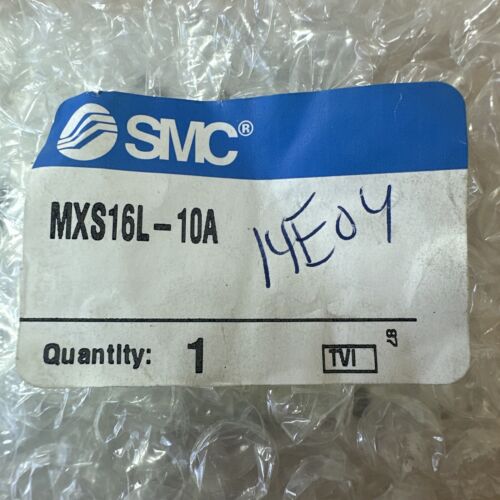 SMC®
MXS16L-10A
14E04
Quantity: 1
TVI